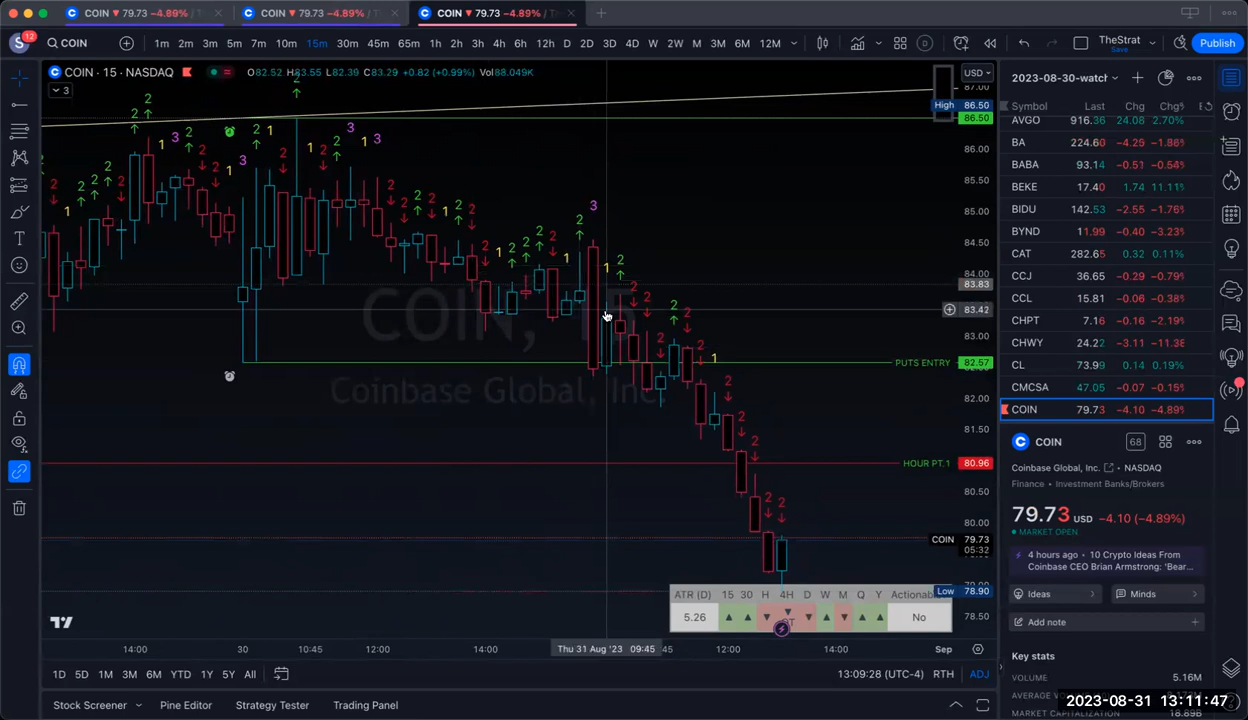 COIN ▼ 79.73 −4.89% / T
COIN ▼ 79.73 −4.89% / Th
COIN ▼ 79.73 −4.89% / Th
S 12 COIN 1m 2m 3m 5m 7m 10m 15m 30m 45m 65m 1h 2h 3h 4h 6h 12h D 2D 3D 4D W 2W M 3M 6M 12M TheStrat Save Publish
COIN · 15 · NASDAQ O82.52 H83.55 L82.39 C83.29 +0.82 (+0.99%) Vol88.049K
3
USD
87.00
High 86.50
86.50
86.00
85.50
85.00
84.50
84.00
83.83
83.42
83.00
PUTS ENTRY 82.57
82.00
81.50
HOUR PT.1 80.96
80.50
80.00
COIN 79.73
05:32
Low 78.90
78.50
COIN, 15
Coinbase Global, Inc.
ATR (D) 15 30 H 4H D W M Q Y Actionab
5.26 ▲ ▲ ▼ ▼ ▼ ▲ ▼ ▲ ▲ No
14:00 30 10:45 12:00 14:00 Thu 31 Aug '23 09:45 45 12:00 14:00 Sep
1D 5D 1M 3M 6M YTD 1Y 5Y All 13:09:28 (UTC-4) RTH ADJ
Stock Screener Pine Editor Strategy Tester Trading Panel
2023-08-30-watch
Symbol Last Chg Chg%
AVGO 916.36 24.08 2.70%
BA 224.60 −4.29 −1.88%
BABA 93.14 −0.51 −0.54%
BEKE 17.40 1.74 11.11%
BIDU 142.53 −2.55 −1.76%
BYND 11.99 −0.40 −3.23%
CAT 282.65 0.32 0.11%
CCJ 36.65 −0.29 −0.79%
CCL 15.81 −0.06 −0.38%
CHPT 7.16 −0.16 −2.19%
CHWY 24.22 −3.11 −11.38
CL 73.99 0.14 0.19%
CMCSA 47.05 −0.07 −0.15%
COIN 79.73 −4.10 −4.89%
COIN 68
Coinbase Global, Inc. NASDAQ
Finance • Investment Banks/Brokers
79.73 USD −4.10 (−4.89%)
MARKET OPEN
4 hours ago • 10 Crypto Ideas From
Coinbase CEO Brian Armstrong: 'Bear…
Ideas Minds
Add note
Key stats
VOLUME 5.16M
2023-08-31 13:11:47